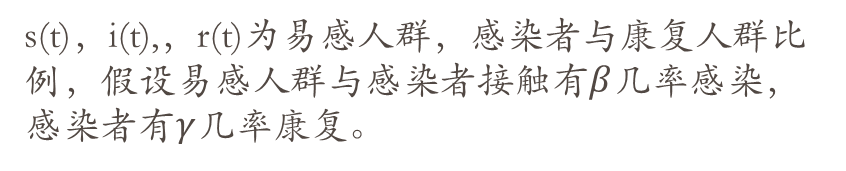 s(t)，i(t),，r(t)为易感人群，感染者与康复人群比
例，假设易感人群与感染者接触有β几率感染，
感染者有γ几率康复。